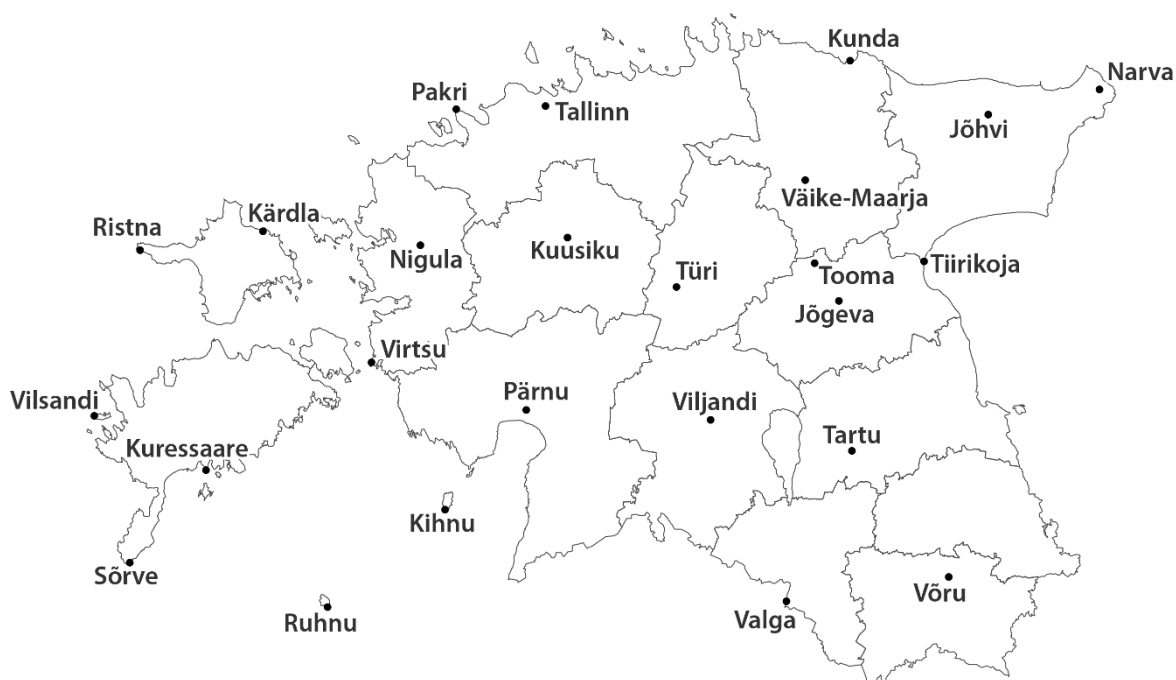 Kunda
Narva
Pakri
Tallinn
Jõhvi
Väike-Maarja
Kärdla
Ristna
Nigula
Kuusiku
Türi
Tooma
Tiirikoja
Jõgeva
Virtsu
Pärnu
Vilsandi
Viljandi
Kuressaare
Tartu
Kihnu
Sõrve
Võru
Ruhnu
Valga